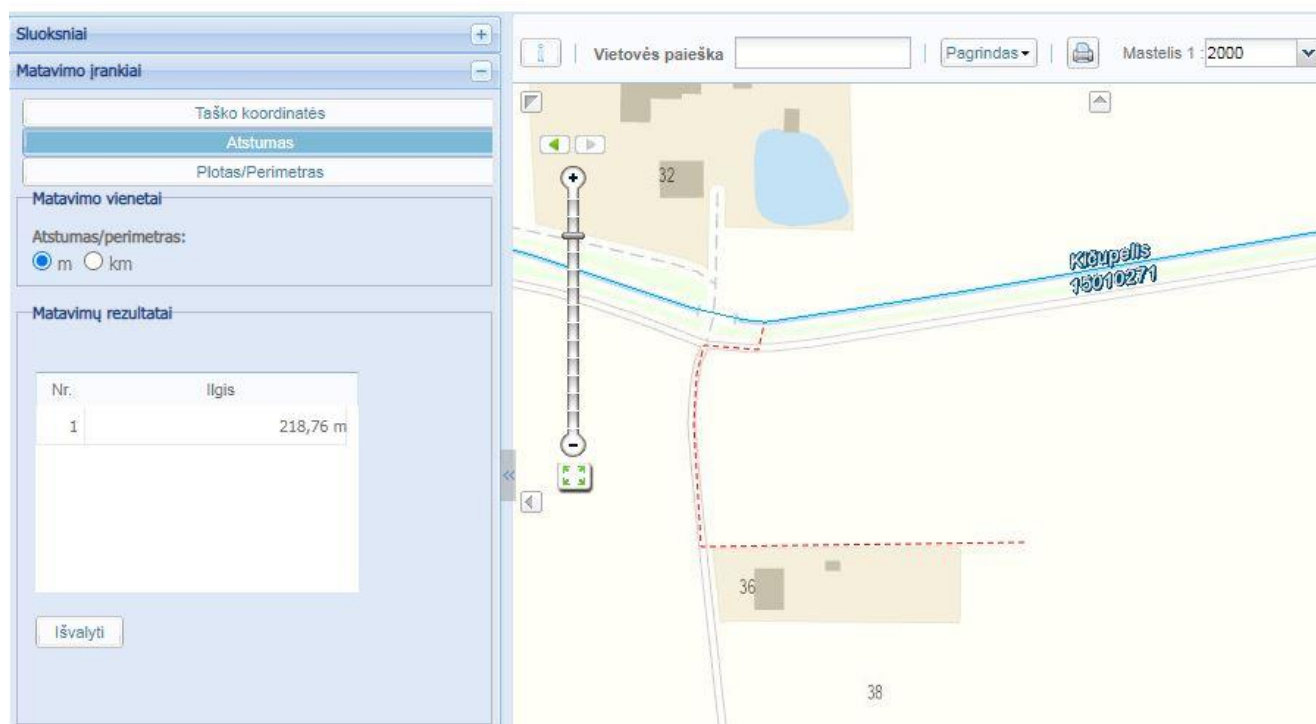 Sluoksniai
Matavimo įrankiai
Taško koordinatės
Atstumas
Plotas/Perimetras
Matavimo vienetai
Atstumas/perimetras:
m km
Matavimų rezultatai
Nr. Ilgis
1 218,76 m
Išvalyti
Vietovės paieška Pagrindas Mastelis 1 : 2000
32
Kičupelis
15010271
36
38